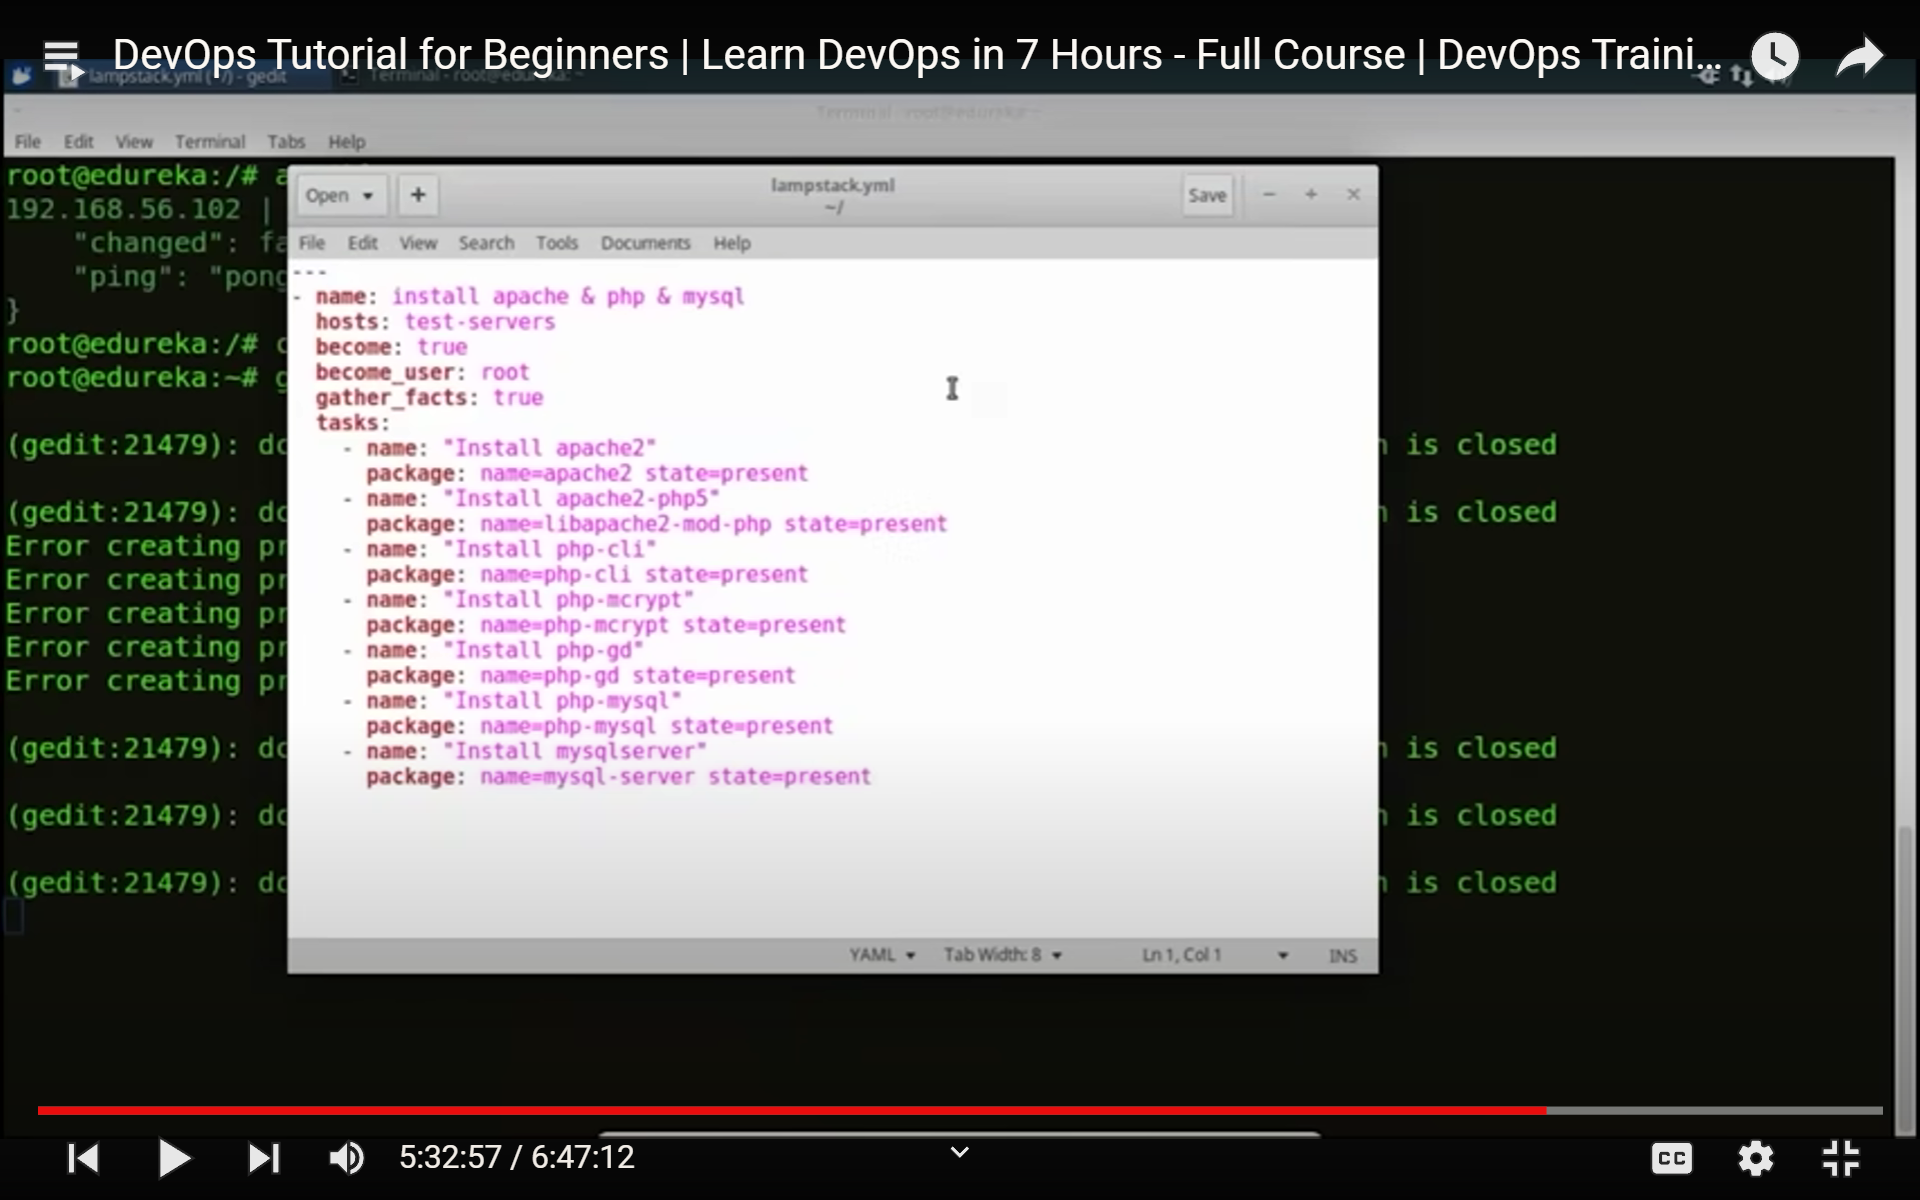 DevOps Tutorial for Beginners | Learn DevOps in 7 Hours - Full Course | DevOps Traini...
lampstack.yml (~/) - gedit
Terminal - root@edureka: ~
Terminal - root@edureka: ~
File Edit View Terminal Tabs Help
root@edureka:/# a
192.168.56.102 |
"changed": fa
"ping": "pong
}
root@edureka:/# c
root@edureka:~# g
(gedit:21479): dc
n is closed
(gedit:21479): dc
n is closed
Error creating pr
Error creating pr
Error creating pr
Error creating pr
Error creating pr
(gedit:21479): dc
n is closed
(gedit:21479): dc
n is closed
(gedit:21479): dc
n is closed
Open
lampstack.yml
~/
Save
File Edit View Search Tools Documents Help
---
- name: install apache & php & mysql
hosts: test-servers
become: true
become_user: root
gather_facts: true
tasks:
- name: "Install apache2"
package: name=apache2 state=present
- name: "Install apache2-php5"
package: name=libapache2-mod-php state=present
- name: "Install php-cli"
package: name=php-cli state=present
- name: "Install php-mcrypt"
package: name=php-mcrypt state=present
- name: "Install php-gd"
package: name=php-gd state=present
- name: "Install php-mysql"
package: name=php-mysql state=present
- name: "Install mysqlserver"
package: name=mysql-server state=present
YAML Tab Width: 8 Ln 1, Col 1 INS
5:32:57 / 6:47:12
CC